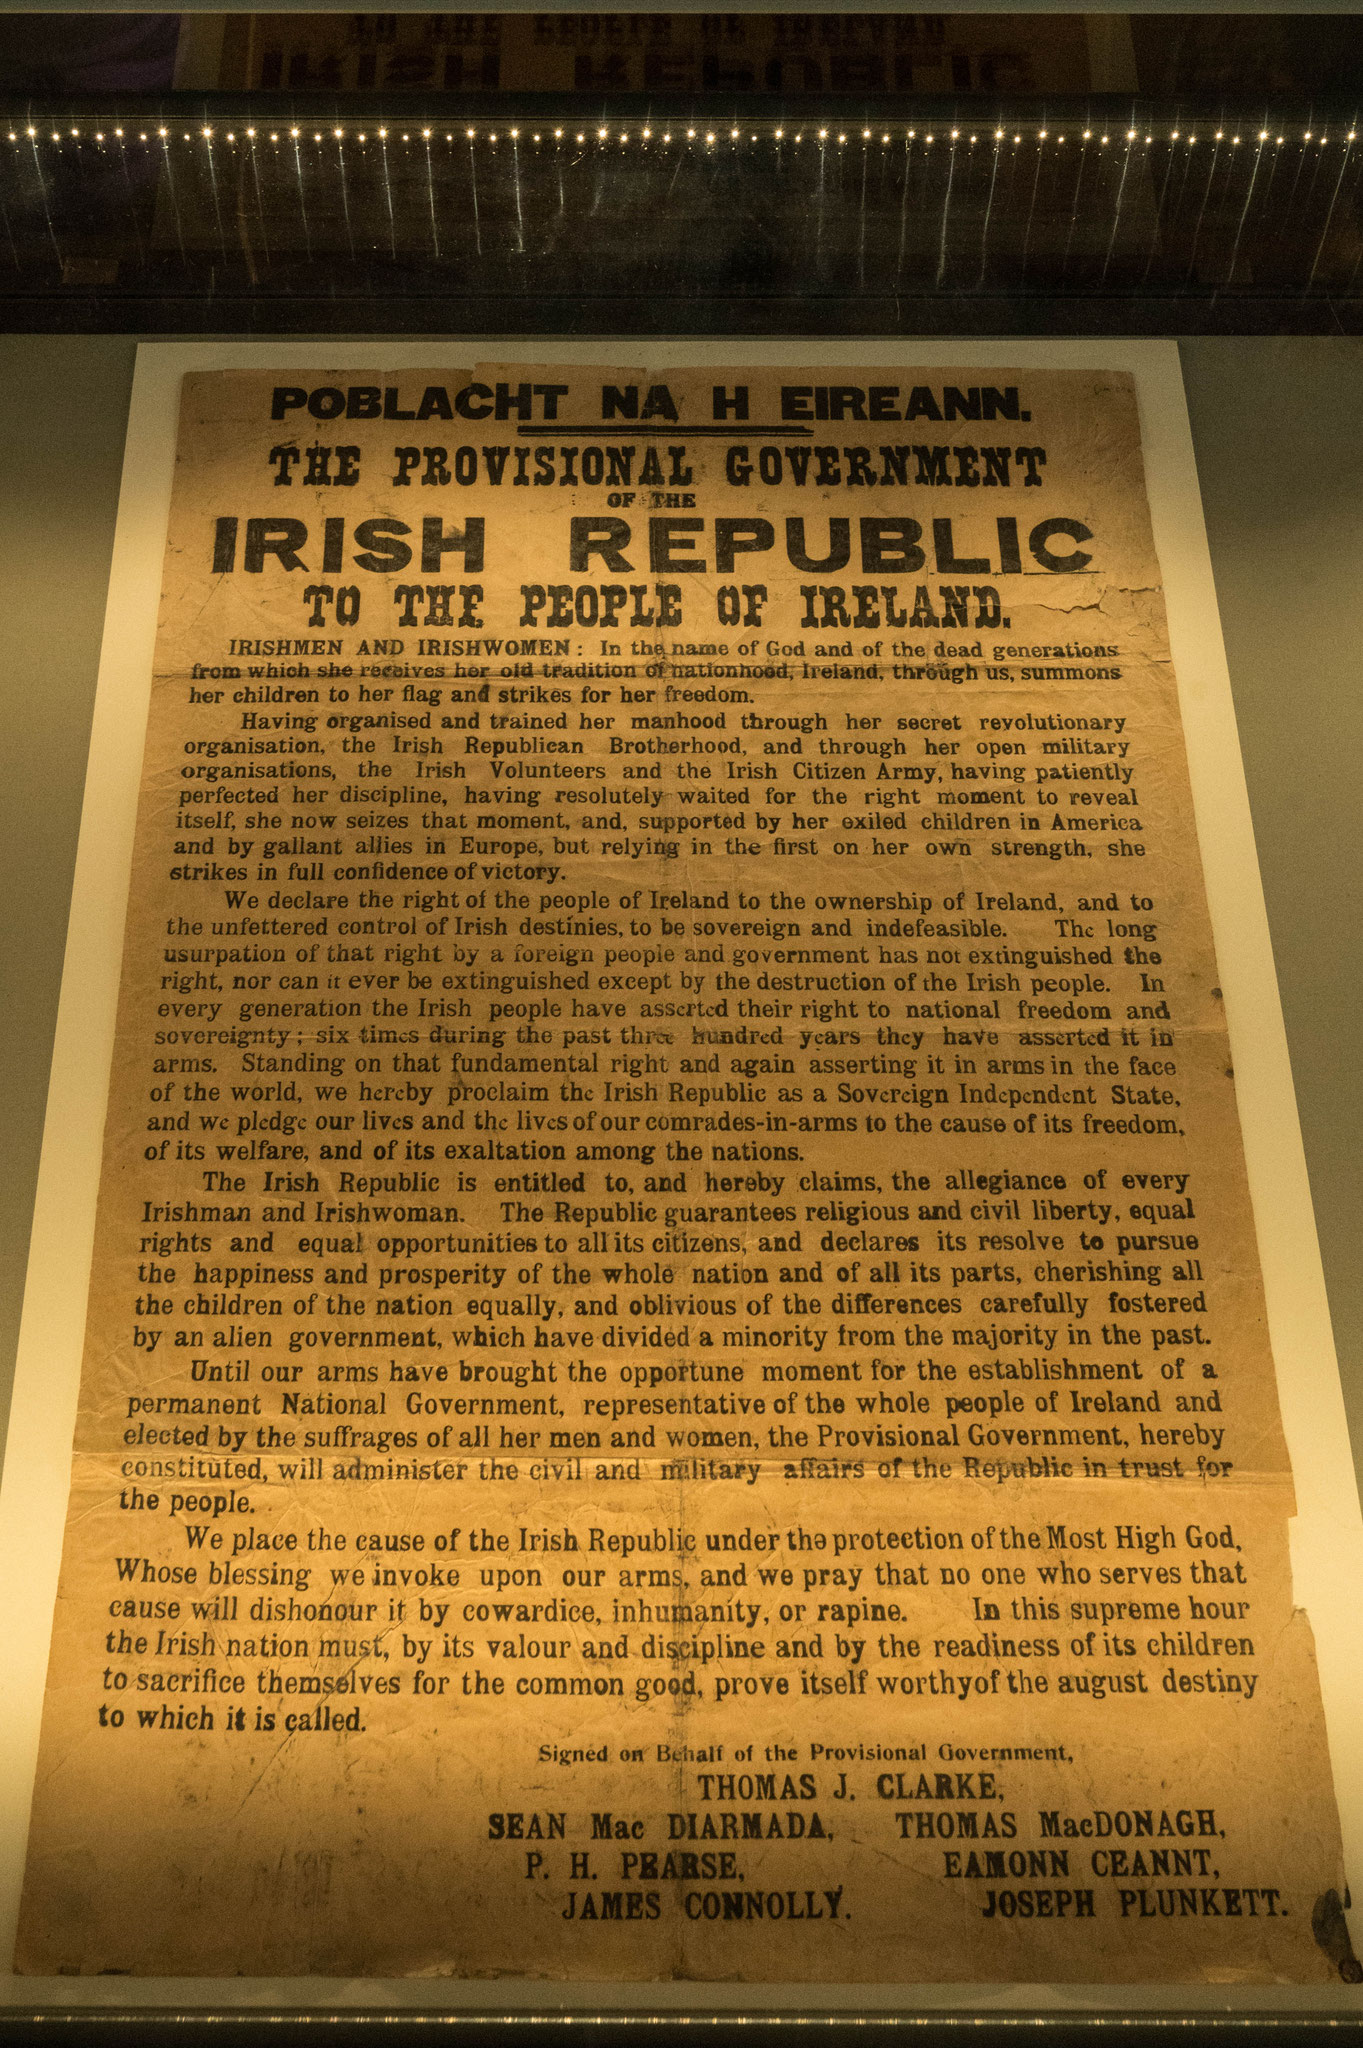 POBLACHT NA H EIREANN.
THE PROVISIONAL GOVERNMENT
OF THE
IRISH REPUBLIC
TO THE PEOPLE OF IRELAND.
IRISHMEN AND IRISHWOMEN: In the name of God and of the dead generations
from which she receives her old tradition of nationhood, Ireland, through us, summons
her children to her flag and strikes for her freedom.
Having organised and trained her manhood through her secret revolutionary
organisation, the Irish Republican Brotherhood, and through her open military
organisations, the Irish Volunteers and the Irish Citizen Army, having patiently
perfected her discipline, having resolutely waited for the right moment to reveal
itself, she now seizes that moment, and, supported by her exiled children in America
and by gallant allies in Europe, but relying in the first on her own strength, she
strikes in full confidence of victory.
We declare the right of the people of Ireland to the ownership of Ireland, and to
the unfettered control of Irish destinies, to be sovereign and indefeasible. The long
usurpation of that right by a foreign people and government has not extinguished the
right, nor can it ever be extinguished except by the destruction of the Irish people. In
every generation the Irish people have asserted their right to national freedom and
sovereignty; six times during the past three hundred years they have asserted it in
arms. Standing on that fundamental right and again asserting it in arms in the face
of the world, we hereby proclaim the Irish Republic as a Sovereign Independent State,
and we pledge our lives and the lives of our comrades-in-arms to the cause of its freedom,
of its welfare, and of its exaltation among the nations.
The Irish Republic is entitled to, and hereby claims, the allegiance of every
Irishman and Irishwoman. The Republic guarantees religious and civil liberty, equal
rights and equal opportunities to all its citizens, and declares its resolve to pursue
the happiness and prosperity of the whole nation and of all its parts, cherishing all
the children of the nation equally, and oblivious of the differences carefully fostered
by an alien government, which have divided a minority from the majority in the past.
Until our arms have brought the opportune moment for the establishment of a
permanent National Government, representative of the whole people of Ireland and
elected by the suffrages of all her men and women, the Provisional Government, hereby
constituted, will administer the civil and military affairs of the Republic in trust for
the people.
We place the cause of the Irish Republic under the protection of the Most High God,
Whose blessing we invoke upon our arms, and we pray that no one who serves that
cause will dishonour it by cowardice, inhumanity, or rapine. In this supreme hour
the Irish nation must, by its valour and discipline and by the readiness of its children
to sacrifice themselves for the common good, prove itself worthy of the august destiny
to which it is called.
Signed on Behalf of the Provisional Government,
THOMAS J. CLARKE,
SEAN Mac DIARMADA, THOMAS MacDONAGH,
P. H. PEARSE, EAMONN CEANNT,
JAMES CONNOLLY. JOSEPH PLUNKETT.